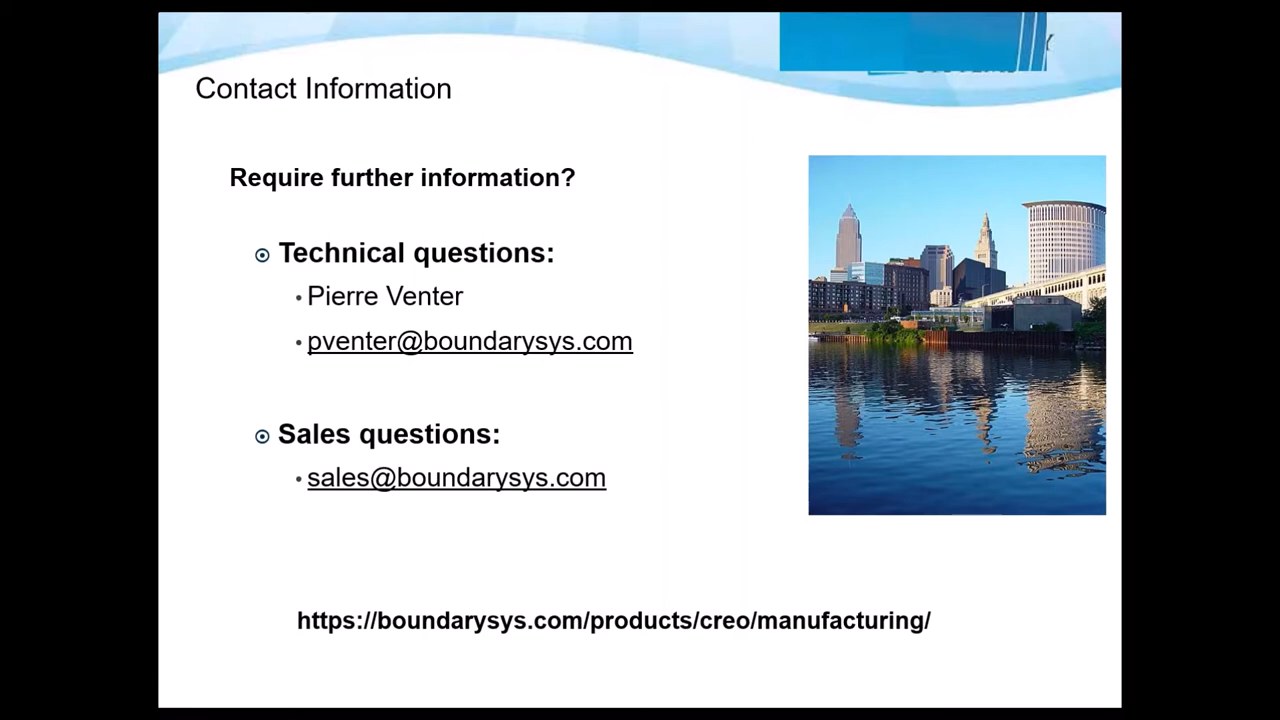 Contact Information
Require further information?
Technical questions:
Pierre Venter
pventer@boundarysys.com
Sales questions:
sales@boundarysys.com
https://boundarysys.com/products/creo/manufacturing/